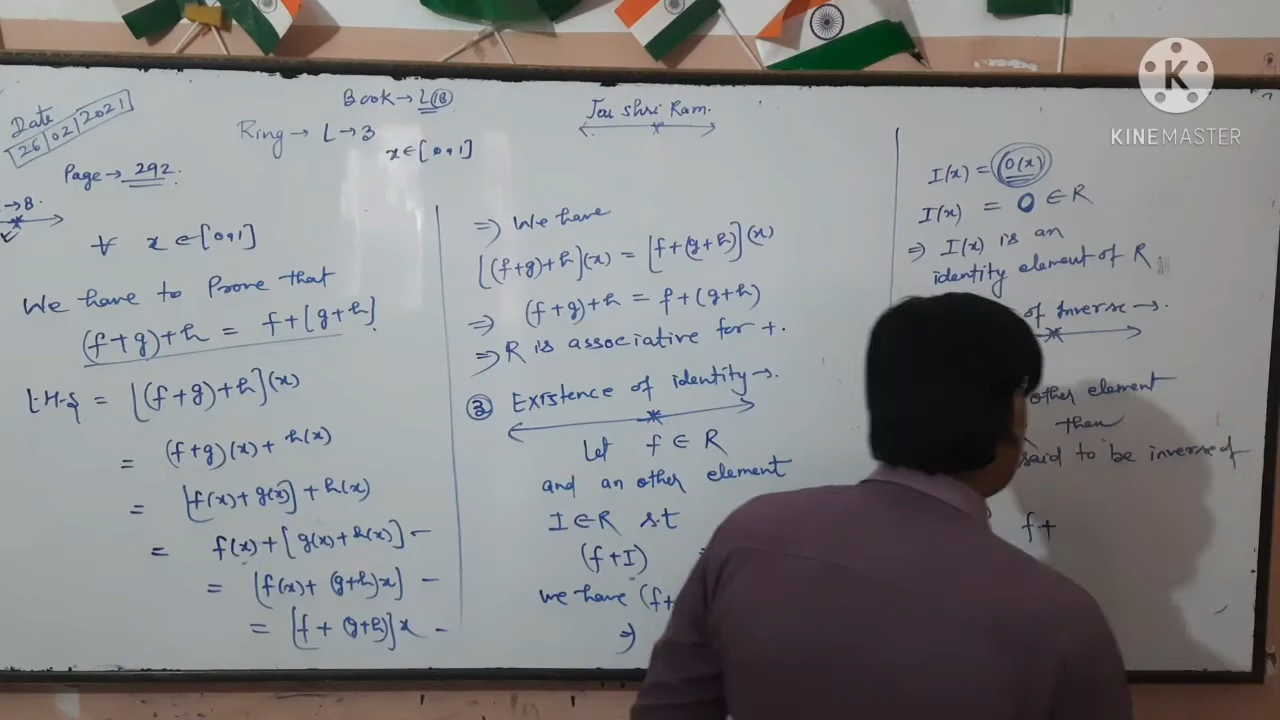 Date
26/02/2021
Book→L(18)
Ring→ L→3
x∈[0,1]
Jai Shri Ram.
Page→ 292.
→8.
∀ x∈[0,1]
We have to Prove that
(f+g)+h = f+[g+h].
L.H.S = [(f+g)+h](x)
= (f+g)(x)+h(x)
= [f(x)+g(x)]+h(x)
= f(x)+[g(x)+h(x)] –
= [f(x)+(g+h)x] –
= [f+(g+h)]x –
⇒ We have
[(f+g)+h](x) = [f+(g+h)](x)
⇒ (f+g)+h = f+(g+h)
⇒ R is associative for +.
③ Existence of identity→.
Let f∈R
and an other element
I∈R s.t
(f+I)
we have (f+
⇒)
I(x) = O(x)
I(x) = 0 ∈R
⇒ I(x) is an
identity element of R
of Inverse→.
other element
then
said to be inverse of
f+
KINEMASTER